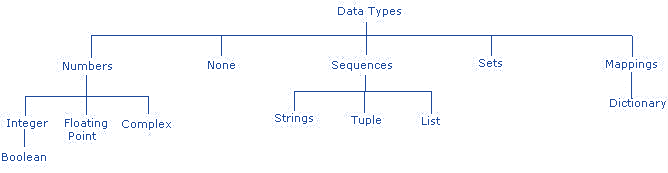 Data Types
Numbers
None
Sequences
Sets
Mappings
Integer
Floating
Point
Complex
Strings
Tuple
List
Dictionary
Boolean